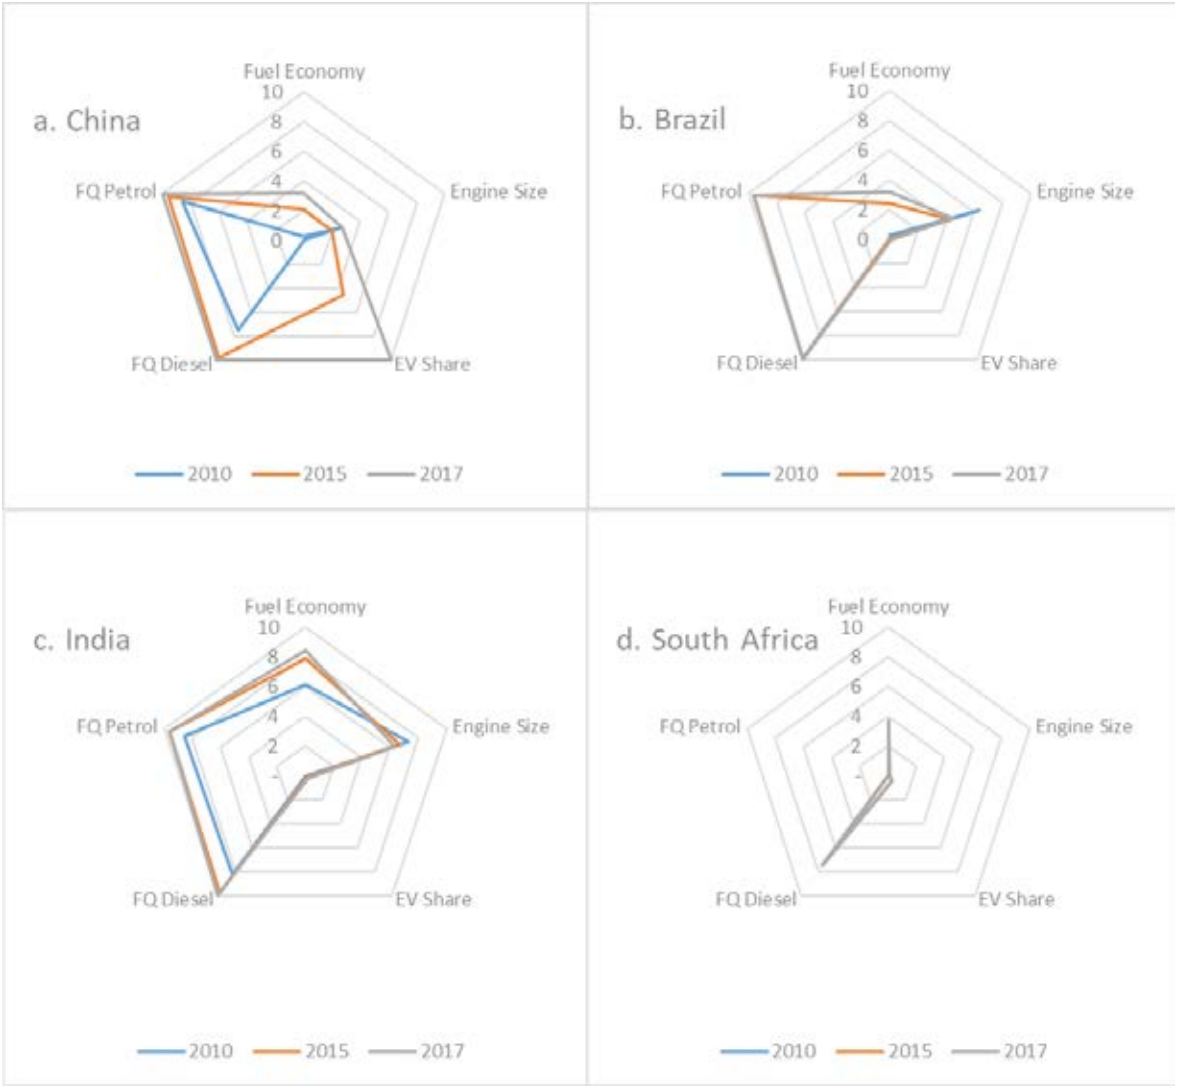 a. China
Fuel Economy
10
8
6
4
2
0
FQ Petrol
Engine Size
FQ Diesel
EV Share
2010 2015 2017
b. Brazil
Fuel Economy
10
8
6
4
2
0
FQ Petrol
Engine Size
FQ Diesel
EV Share
2010 2015 2017
c. India
Fuel Economy
10
8
6
4
2
-
FQ Petrol
Engine Size
FQ Diesel
EV Share
2010 2015 2017
d. South Africa
Fuel Economy
10
8
6
4
2
-
FQ Petrol
Engine Size
FQ Diesel
EV Share
2010 2015 2017